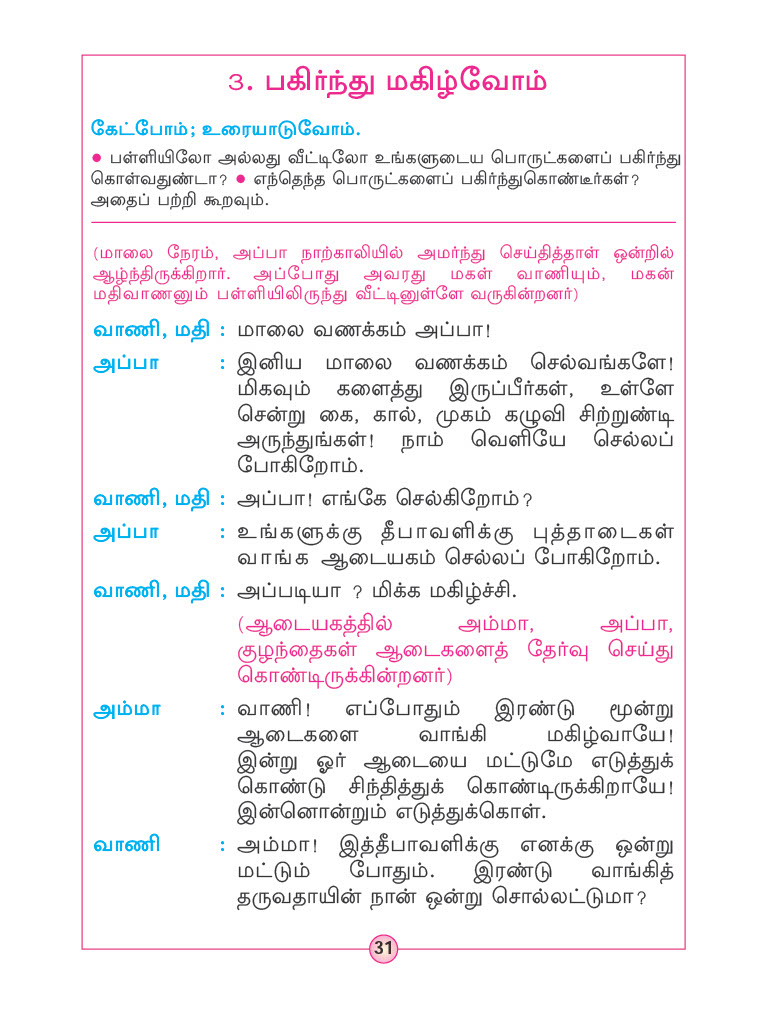 3. பகிர்ந்து மகிழ்வோம்
கேட்போம்; உரையாடுவோம்.
● பள்ளியிலோ அல்லது வீட்டிலோ உங்களுடைய பொருட்களைப் பகிர்ந்து
கொள்வதுண்டா? ● எந்தெந்த பொருட்களைப் பகிர்ந்துகொண்டீர்கள்?
அதைப் பற்றி கூறவும்.
(மாலை நேரம், அப்பா நாற்காலியில் அமர்ந்து செய்தித்தாள் ஒன்றில்
ஆழ்ந்திருக்கிறார். அப்போது அவரது மகள் வாணியும், மகன்
மதிவாணனும் பள்ளியிலிருந்து வீட்டினுள்ளே வருகின்றனர்)
வாணி, மதி : மாலை வணக்கம் அப்பா!
அப்பா : இனிய மாலை வணக்கம் செல்வங்களே!
மிகவும் களைத்து இருப்பீர்கள், உள்ளே
சென்று கை, கால், முகம் கழுவி சிற்றுண்டி
அருந்துங்கள்! நாம் வெளியே செல்லப்
போகிறோம்.
வாணி, மதி : அப்பா! எங்கே செல்கிறோம்?
அப்பா : உங்களுக்கு தீபாவளிக்கு புத்தாடைகள்
வாங்க ஆடையகம் செல்லப் போகிறோம்.
வாணி, மதி : அப்படியா ? மிக்க மகிழ்ச்சி.
(ஆடையகத்தில் அம்மா, அப்பா,
குழந்தைகள் ஆடைகளைத் தேர்வு செய்து
கொண்டிருக்கின்றனர்)
அம்மா : வாணி! எப்போதும் இரண்டு மூன்று
ஆடைகளை வாங்கி மகிழ்வாயே!
இன்று ஓர் ஆடையை மட்டுமே எடுத்துக்
கொண்டு சிந்தித்துக் கொண்டிருக்கிறாயே!
இன்னொன்றும் எடுத்துக்கொள்.
வாணி : அம்மா! இத்தீபாவளிக்கு எனக்கு ஒன்று
மட்டும் போதும். இரண்டு வாங்கித்
தருவதாயின் நான் ஒன்று சொல்லட்டுமா?
31